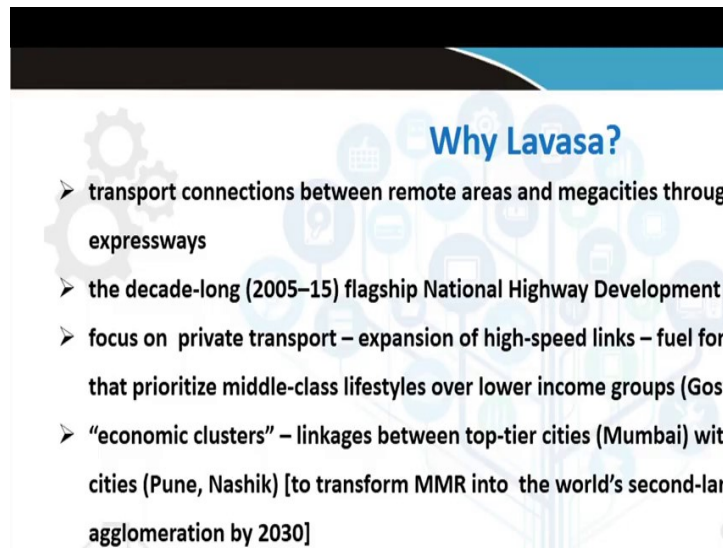 Why Lavasa?
➤ transport connections between remote areas and megacities throug
expressways
➤ the decade-long (2005–15) flagship National Highway Development
➤ focus on private transport – expansion of high-speed links – fuel for
that prioritize middle-class lifestyles over lower income groups (Gos
➤ “economic clusters” – linkages between top-tier cities (Mumbai) wit
cities (Pune, Nashik) [to transform MMR into the world’s second-lar
agglomeration by 2030]